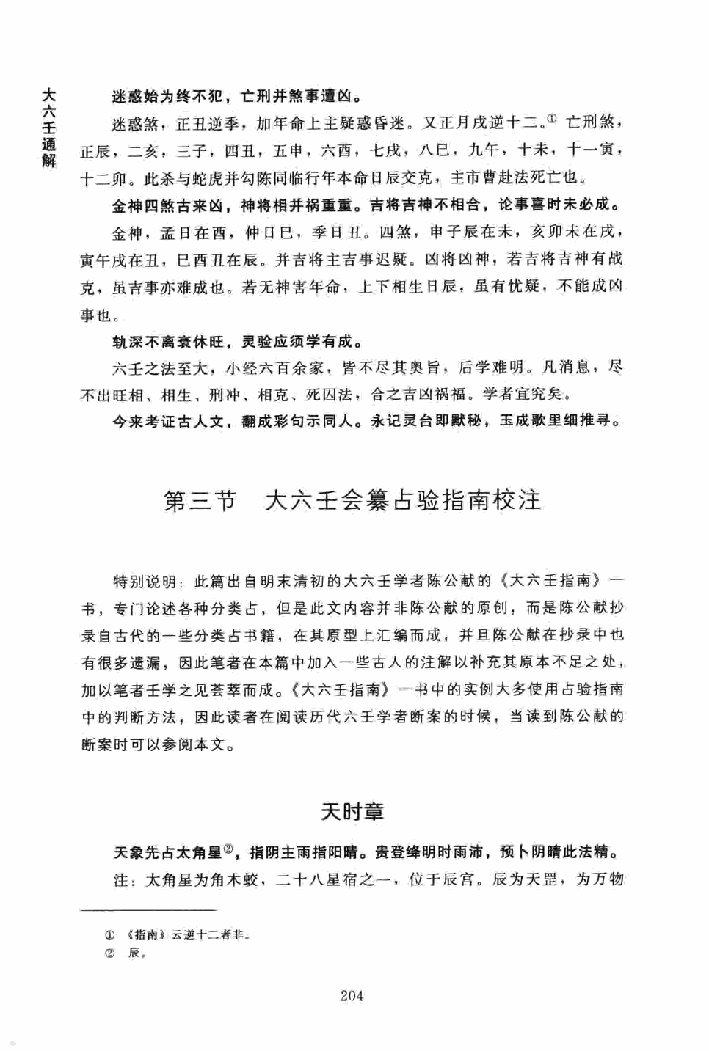 大六壬通解
迷惑始为终不犯，亡刑并煞事遭凶。
迷惑煞，正丑逆季，加年命上主疑惑昏迷。又正月戌逆十二。① 亡刑煞，
正辰，二亥，三子，四丑，五申，六酉，七戌，八巳，九午，十未，十一寅，
十二卯。此杀与蛇虎并勾陈同临行年本命日辰交克，主市曹赴法死亡也。
金神四煞古来凶，神将相并祸重重。吉将吉神不相合，论事喜时未必成。
金神，孟日在酉，仲日巳，季日丑。四煞，申子辰在未，亥卯未在戌，
寅午戌在丑，巳酉丑在辰。并吉将主吉事迟疑。凶将凶神，若吉将吉神有战
克，虽吉事亦难成也。若无神害年命，上下相生日辰，虽有忧疑，不能成凶
事也。
轨深不离衰休旺，灵验应须学有成。
六壬之法至大，小经六百余家，皆不尽其奥旨，后学难明。凡消息，尽
不出旺相、相生、刑冲、相克、死囚法，合之吉凶祸福。学者宜究矣。
今来考证古人文，翻成彩句示同人。永记灵台即默秘，玉成歌里细推寻。
第三节 大六壬会纂占验指南校注
特别说明：此篇出自明末清初的大六壬学者陈公献的《大六壬指南》一
书，专门论述各种分类占，但是此文内容并非陈公献的原创，而是陈公献抄
录自古代的一些分类占书籍，在其原型上汇编而成，并且陈公献在抄录中也
有很多遗漏，因此笔者在本篇中加入一些古人的注解以补充其原本不足之处，
加以笔者壬学之见荟萃而成。《大六壬指南》一书中的实例大多使用占验指南
中的判断方法，因此读者在阅读历代六壬学者断案的时候，当读到陈公献的
断案时可以参阅本文。
天时章
天象先占太角星②，指阴主雨指阳晴。贵登绛明时雨沛，预卜阴晴此法精。
注：太角星为角木蛟，二十八星宿之一，位于辰宫。辰为天罡，为万物
① 《指南》云逆十二者非。
② 辰。
204